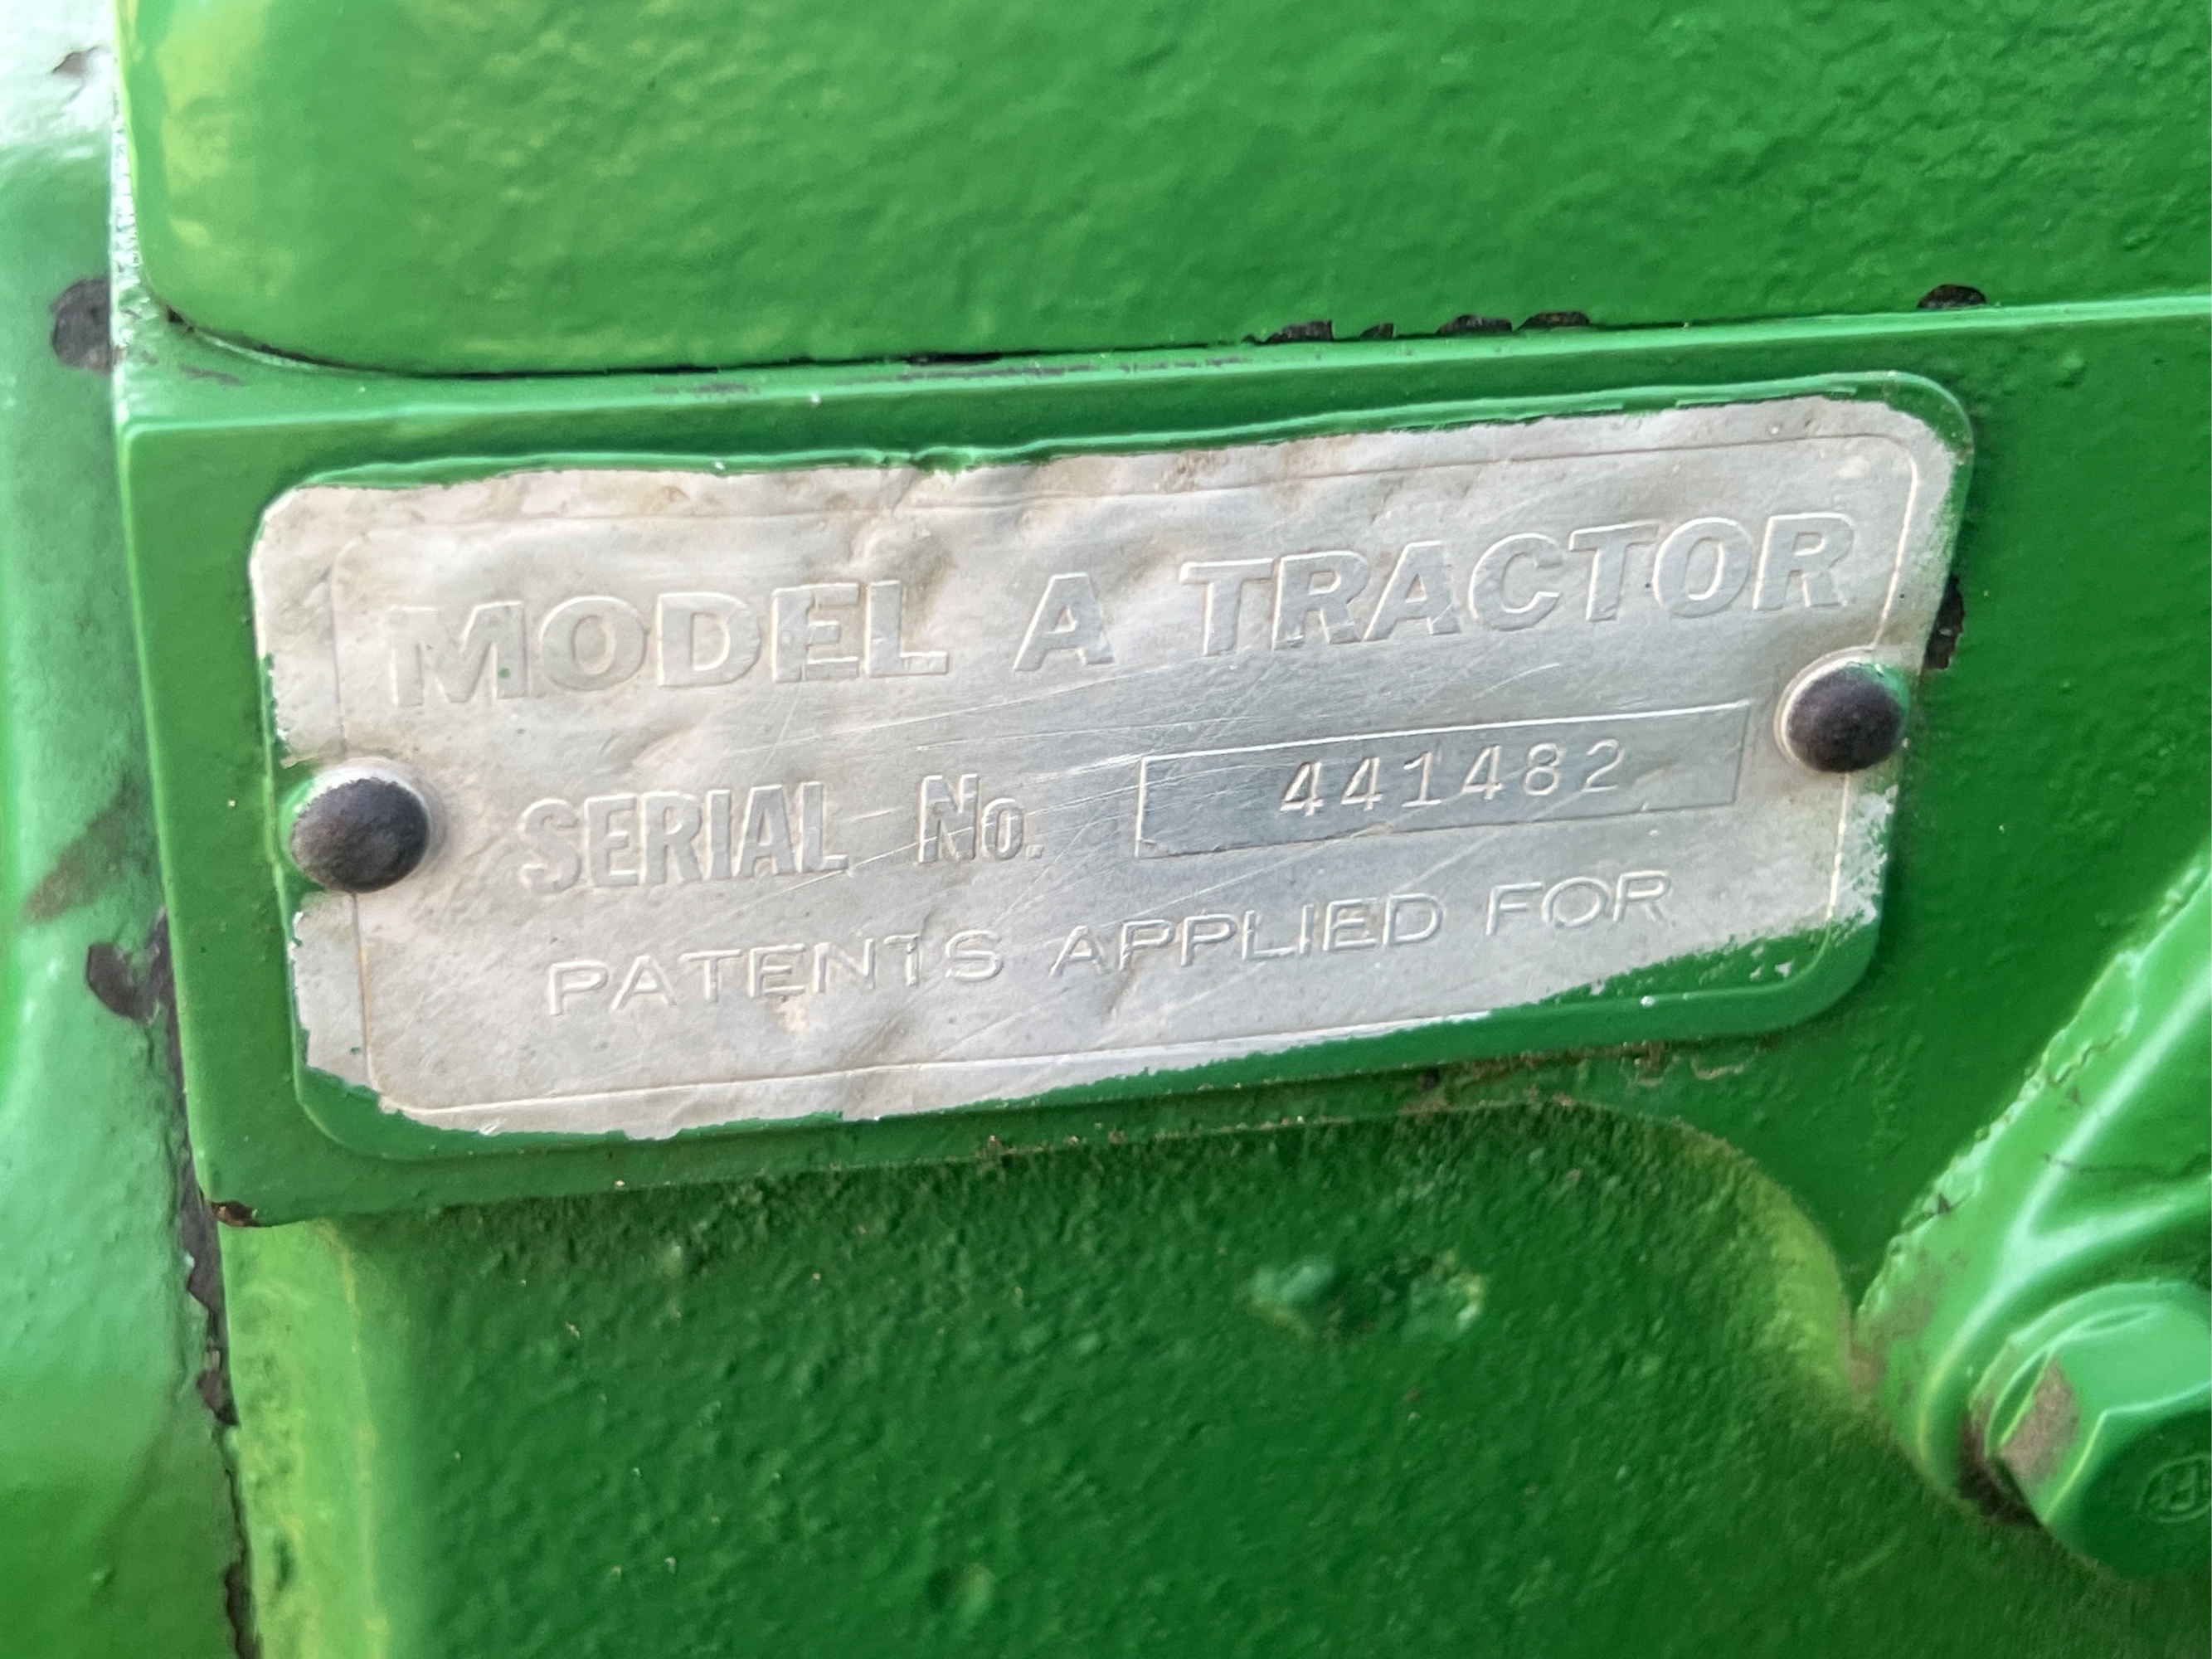 MODEL A TRACTOR
SERIAL No. 441482
PATENTS APPLIED FOR